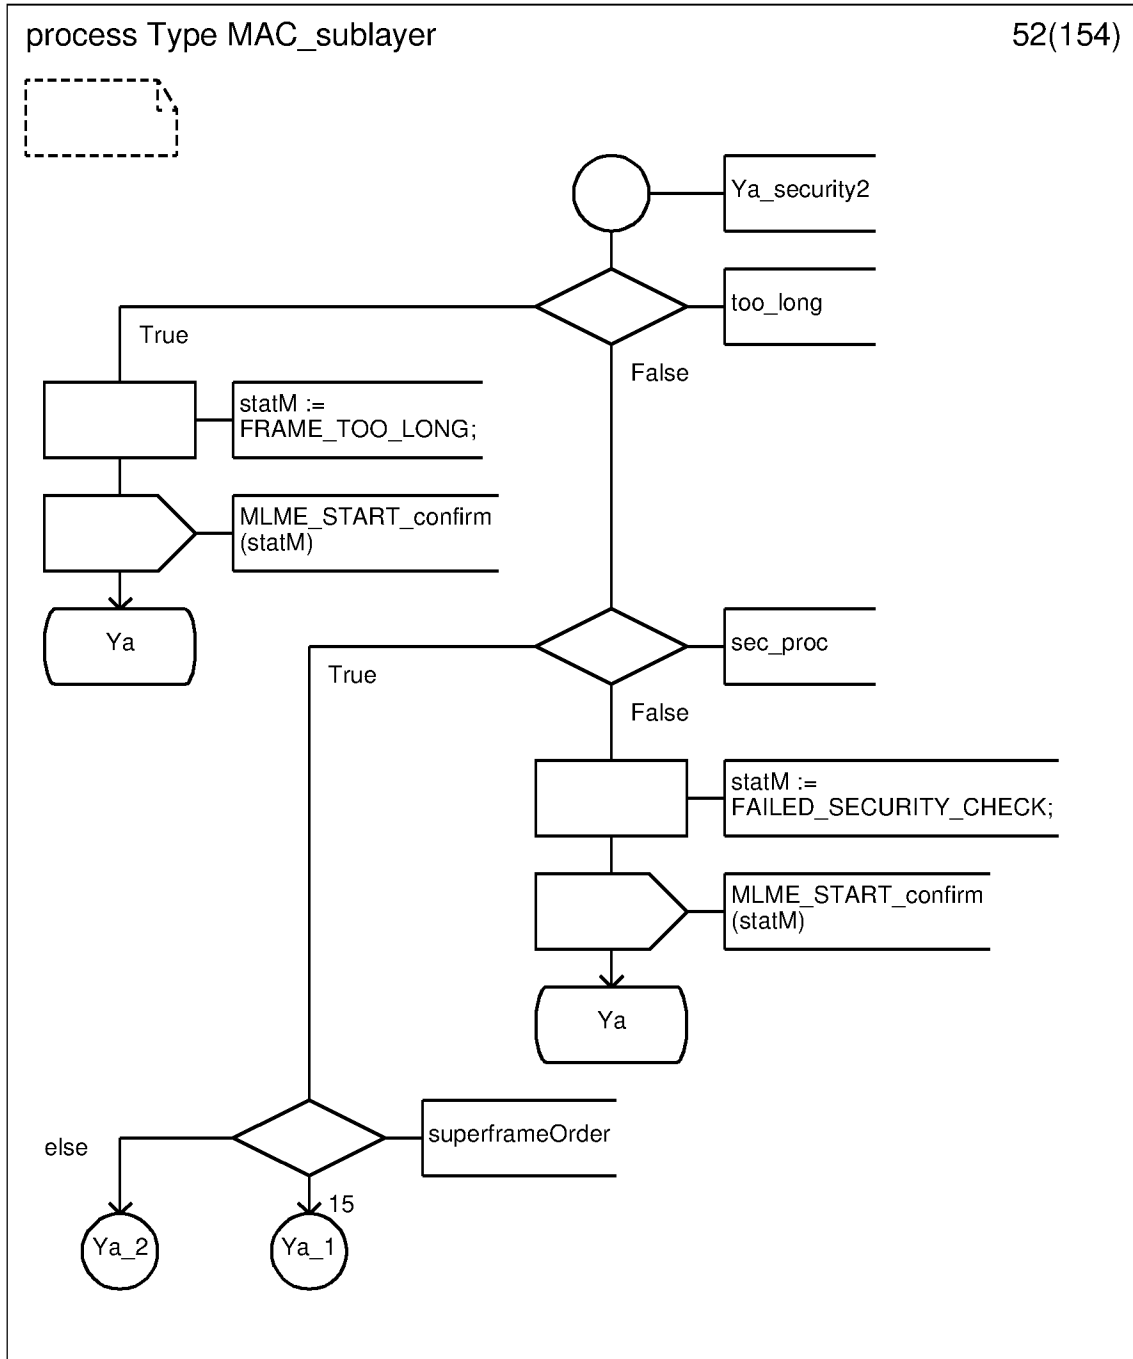 process Type MAC_sublayer
52(154)
Ya_security2
too_long
True
False
statM :=
FRAME_TOO_LONG;
MLME_START_confirm
(statM)
Ya
sec_proc
True
False
statM :=
FAILED_SECURITY_CHECK;
MLME_START_confirm
(statM)
Ya
superframeOrder
else
15
Ya_2
Ya_1